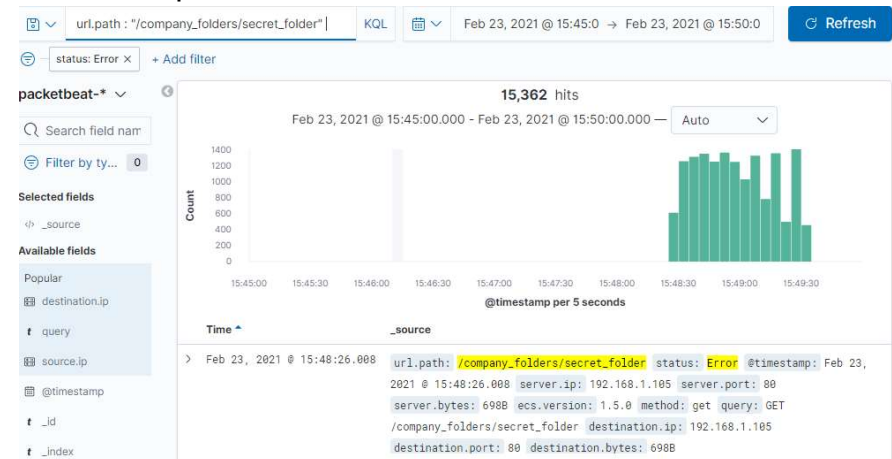 url.path : "/company_folders/secret_folder" KQL Feb 23, 2021 @ 15:45:0 → Feb 23, 2021 @ 15:50:0 Refresh
status: Error × + Add filter
packetbeat-*
15,362 hits
Feb 23, 2021 @ 15:45:00.000 - Feb 23, 2021 @ 15:50:00.000 — Auto
Search field nam
Filter by ty... 0
Selected fields
_source
Available fields
Popular
destination.ip
t query
source.ip
@timestamp
t _id
t _index
Count
1400
1200
1000
800
600
400
200
0
15:45:00 15:45:30 15:46:00 15:46:30 15:47:00 15:47:30 15:48:00 15:48:30 15:49:00 15:49:30
@timestamp per 5 seconds
Time _source
> Feb 23, 2021 @ 15:48:26.008 url.path: /company_folders/secret_folder status: Error @timestamp: Feb 23,
2021 @ 15:48:26.008 server.ip: 192.168.1.105 server.port: 80
server.bytes: 698B ecs.version: 1.5.0 method: get query: GET
/company_folders/secret_folder destination.ip: 192.168.1.105
destination.port: 80 destination.bytes: 698B